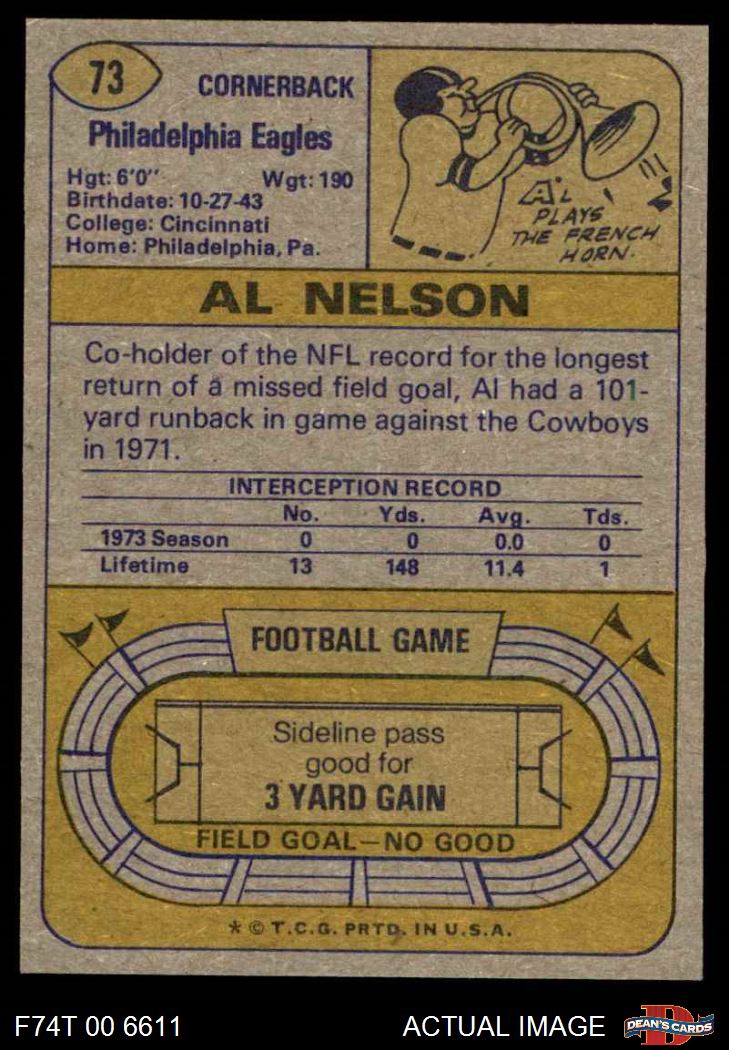 73
CORNERBACK
Philadelphia Eagles
Hgt: 6'0" Wgt: 190
Birthdate: 10-27-43
College: Cincinnati
Home: Philadelphia, Pa.
AL
PLAYS
THE FRENCH
HORN.
AL NELSON
Co-holder of the NFL record for the longest
return of a missed field goal, Al had a 101-
yard runback in game against the Cowboys
in 1971.
INTERCEPTION RECORD
No. Yds. Avg. Tds.
1973 Season 0 0 0.0 0
Lifetime 13 148 11.4 1
FOOTBALL GAME
Sideline pass
good for
3 YARD GAIN
FIELD GOAL—NO GOOD
* © T.C.G. PRTD. IN U.S.A.
F74T 00 6611 ACTUAL IMAGE
DEAN'S CARDS